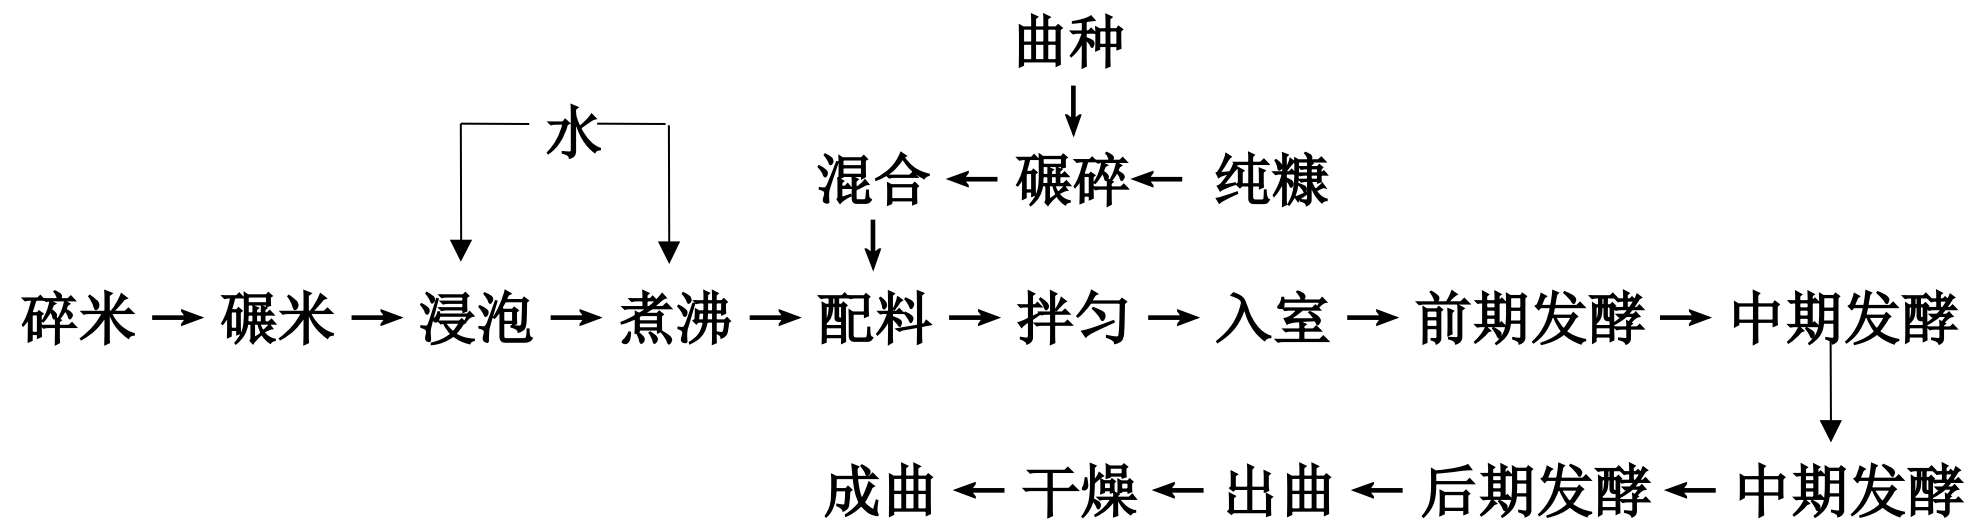 曲种
水
混合 ← 碾碎 ← 纯糠
碎米 → 碾米 → 浸泡 → 煮沸 → 配料 → 拌匀 → 入室 → 前期发酵 → 中期发酵
成曲 ← 干燥 ← 出曲 ← 后期发酵 ← 中期发酵